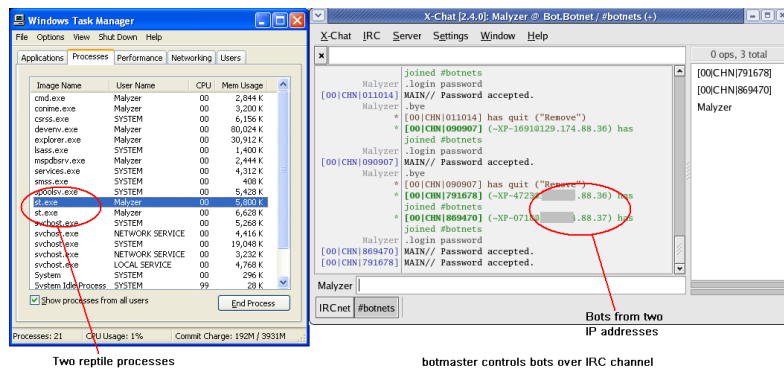 Windows Task Manager
File Options View Shut Down Help
Applications Processes Performance Networking Users
Image Name User Name CPU Mem Usage
cmd.exe Malyzer 00 2,844 K
conime.exe Malyzer 00 3,200 K
csrss.exe SYSTEM 00 6,156 K
devenv.exe Malyzer 00 80,024 K
explorer.exe Malyzer 00 30,912 K
lsass.exe SYSTEM 00 1,400 K
mspdbsrv.exe Malyzer 00 2,444 K
services.exe SYSTEM 00 4,312 K
smss.exe SYSTEM 00 408 K
spoolsv.exe SYSTEM 00 5,428 K
st.exe Malyzer 00 5,800 K
st.exe Malyzer 00 6,628 K
svchost.exe SYSTEM 00 5,268 K
svchost.exe NETWORK SERVICE 00 4,416 K
svchost.exe SYSTEM 00 19,048 K
svchost.exe NETWORK SERVICE 00 3,232 K
svchost.exe LOCAL SERVICE 00 4,768 K
System SYSTEM 00 296 K
System Idle Process SYSTEM 99 28 K
Show processes from all users
End Process
Processes: 21 CPU Usage: 1% Commit Charge: 192M / 3931M
Two reptile processes
X-Chat [2.4.0]: Malyzer @ Bot.Botnet / #botnets (+)
X-Chat IRC Server Settings Window Help
x
0 ops, 3 total
joined #botnets
Malyzer .login password
[00|CHN|011014] MAIN// Password accepted.
Malyzer .bye
* [00|CHN|011014] has quit ("Remove")
* [00|CHN|090907] (~XP-16910129.174.88.36) has
joined #botnets
Malyzer .login password
[00|CHN|090907] MAIN// Password accepted.
Malyzer .bye
* [00|CHN|090907] has quit ("Remove")
* [00|CHN|791678] (~XP-4723 .88.36) has
joined #botnets
* [00|CHN|869470] (~XP-0718 .88.37) has
joined #botnets
Malyzer .login password
[00|CHN|869470] MAIN// Password accepted.
[00|CHN|791678] MAIN// Password accepted.
[00|CHN|791678]
[00|CHN|869470]
Malyzer
Malyzer
IRCnet #botnets
Bots from two
IP addresses
botmaster controls bots over IRC channel